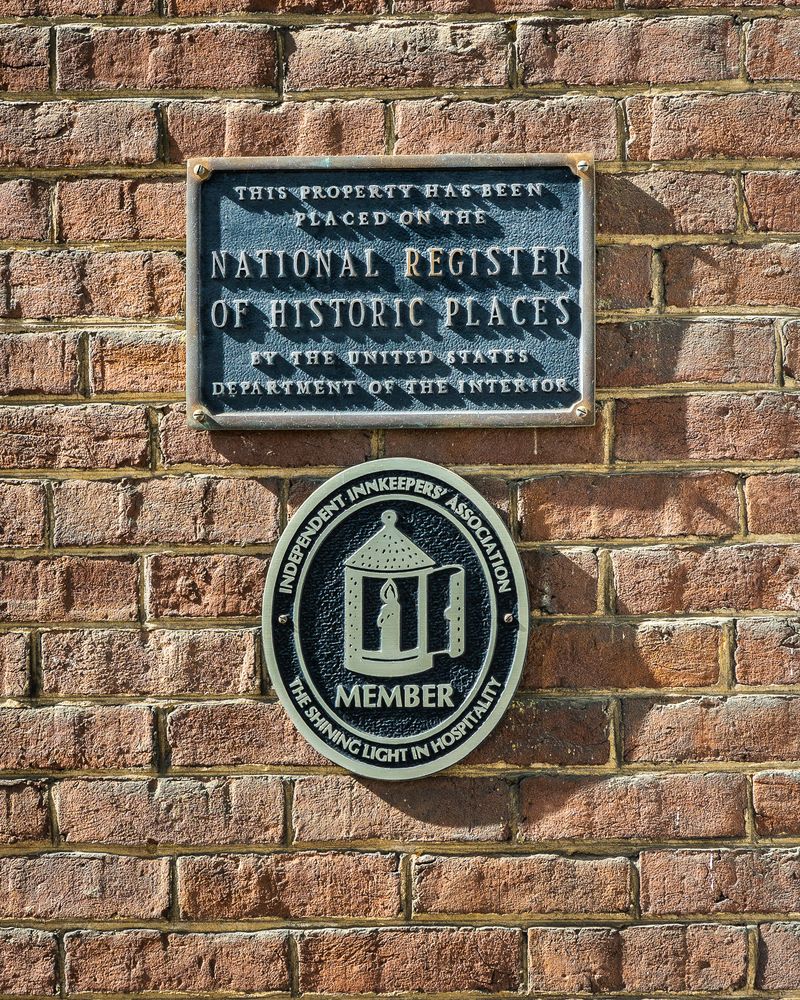 THIS PROPERTY HAS BEEN
PLACED ON THE
NATIONAL REGISTER
OF HISTORIC PLACES
BY THE UNITED STATES
DEPARTMENT OF THE INTERIOR
INDEPENDENT INNKEEPERS' ASSOCIATION
MEMBER
THE SHINING LIGHT IN HOSPITALITY